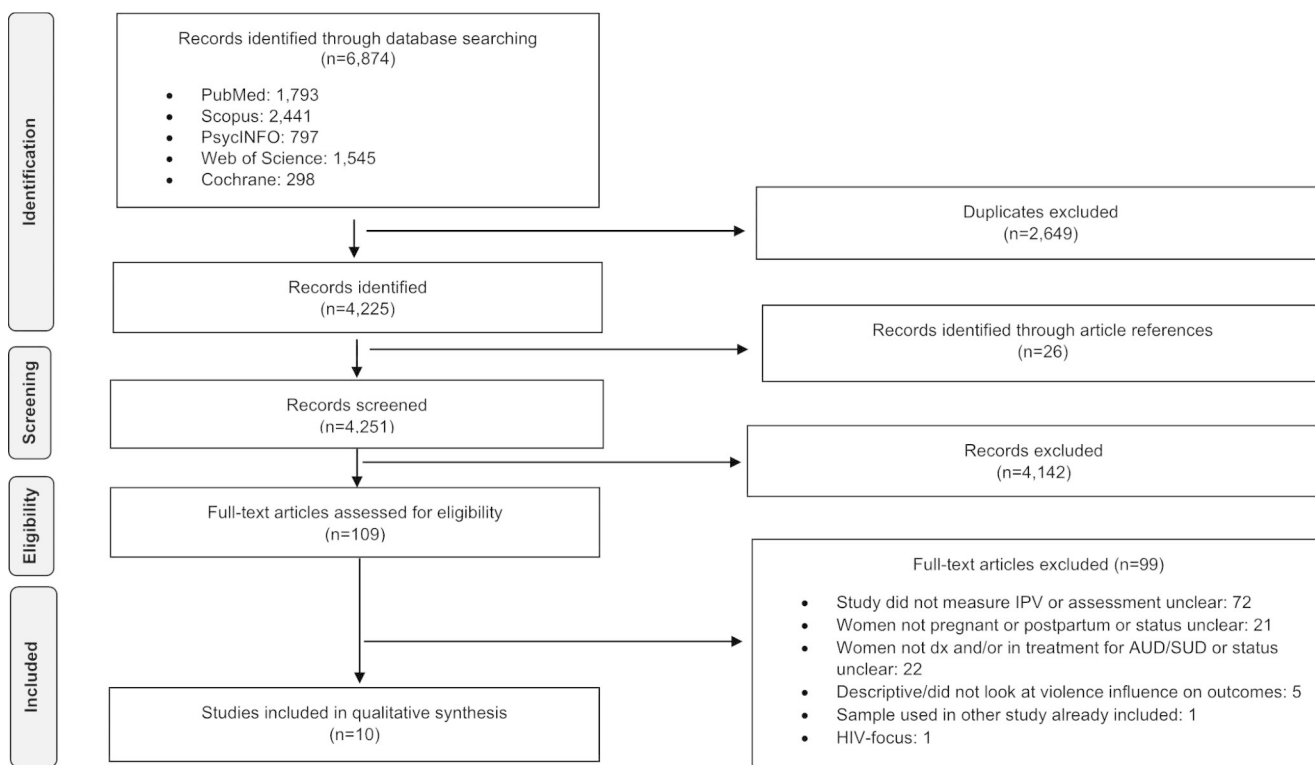 Identification
Records identified through database searching
(n=6,874)
• PubMed: 1,793
• Scopus: 2,441
• PsycINFO: 797
• Web of Science: 1,545
• Cochrane: 298
Duplicates excluded
(n=2,649)
Records identified
(n=4,225)
Records identified through article references
(n=26)
Screening
Records screened
(n=4,251)
Records excluded
(n=4,142)
Eligibility
Full-text articles assessed for eligibility
(n=109)
Full-text articles excluded (n=99)
• Study did not measure IPV or assessment unclear: 72
• Women not pregnant or postpartum or status unclear: 21
• Women not dx and/or in treatment for AUD/SUD or status
unclear: 22
• Descriptive/did not look at violence influence on outcomes: 5
• Sample used in other study already included: 1
• HIV-focus: 1
Included
Studies included in qualitative synthesis
(n=10)